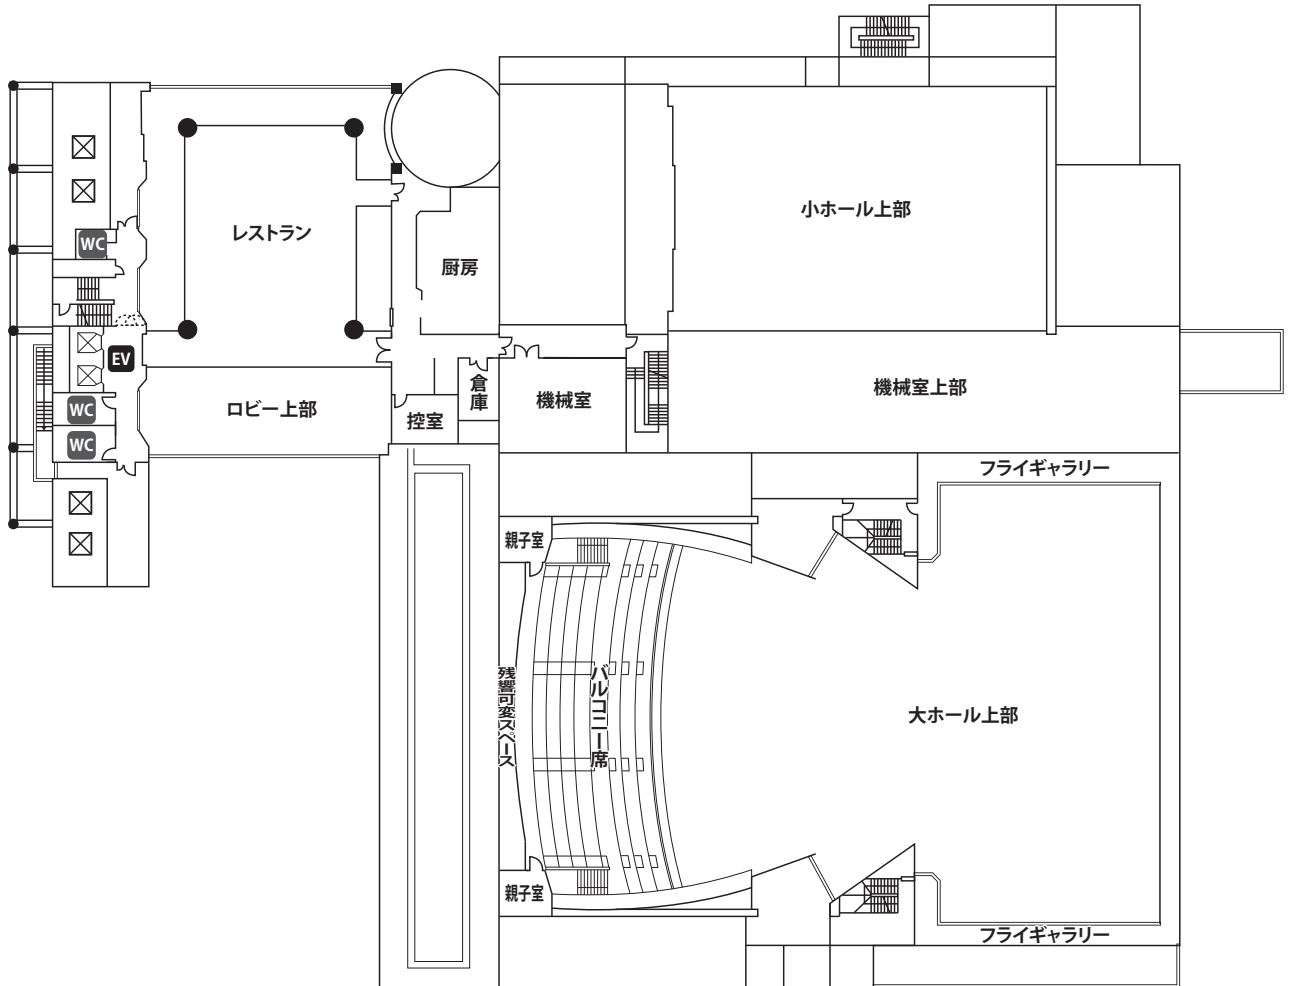 小ホール上部
レストラン
WC
厨房
EV
機械室上部
倉庫
機械室
WC
ロビー上部
控室
WC
フライギャラリー
親子室
残響可変スペース
バルコニー席
大ホール上部
親子室
フライギャラリー